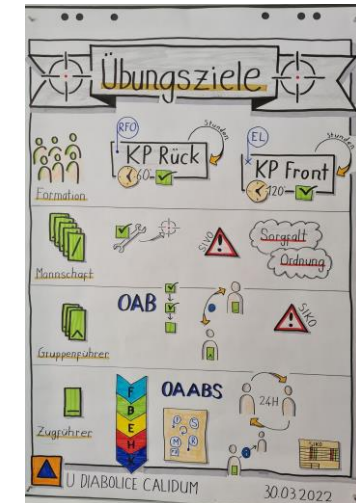 Übungsziele
RFO
KP Rück
60'
Stunden
EL
KP Front
120'
Stunden
Formation
SIVO
Sorgfalt
Ordnung
Mannschaft
OAB
SIKO
Gruppenführer
F
B
E
H
OAABS
24H
Zugführer
U DIABOLICE CALIDUM
30.03.2022